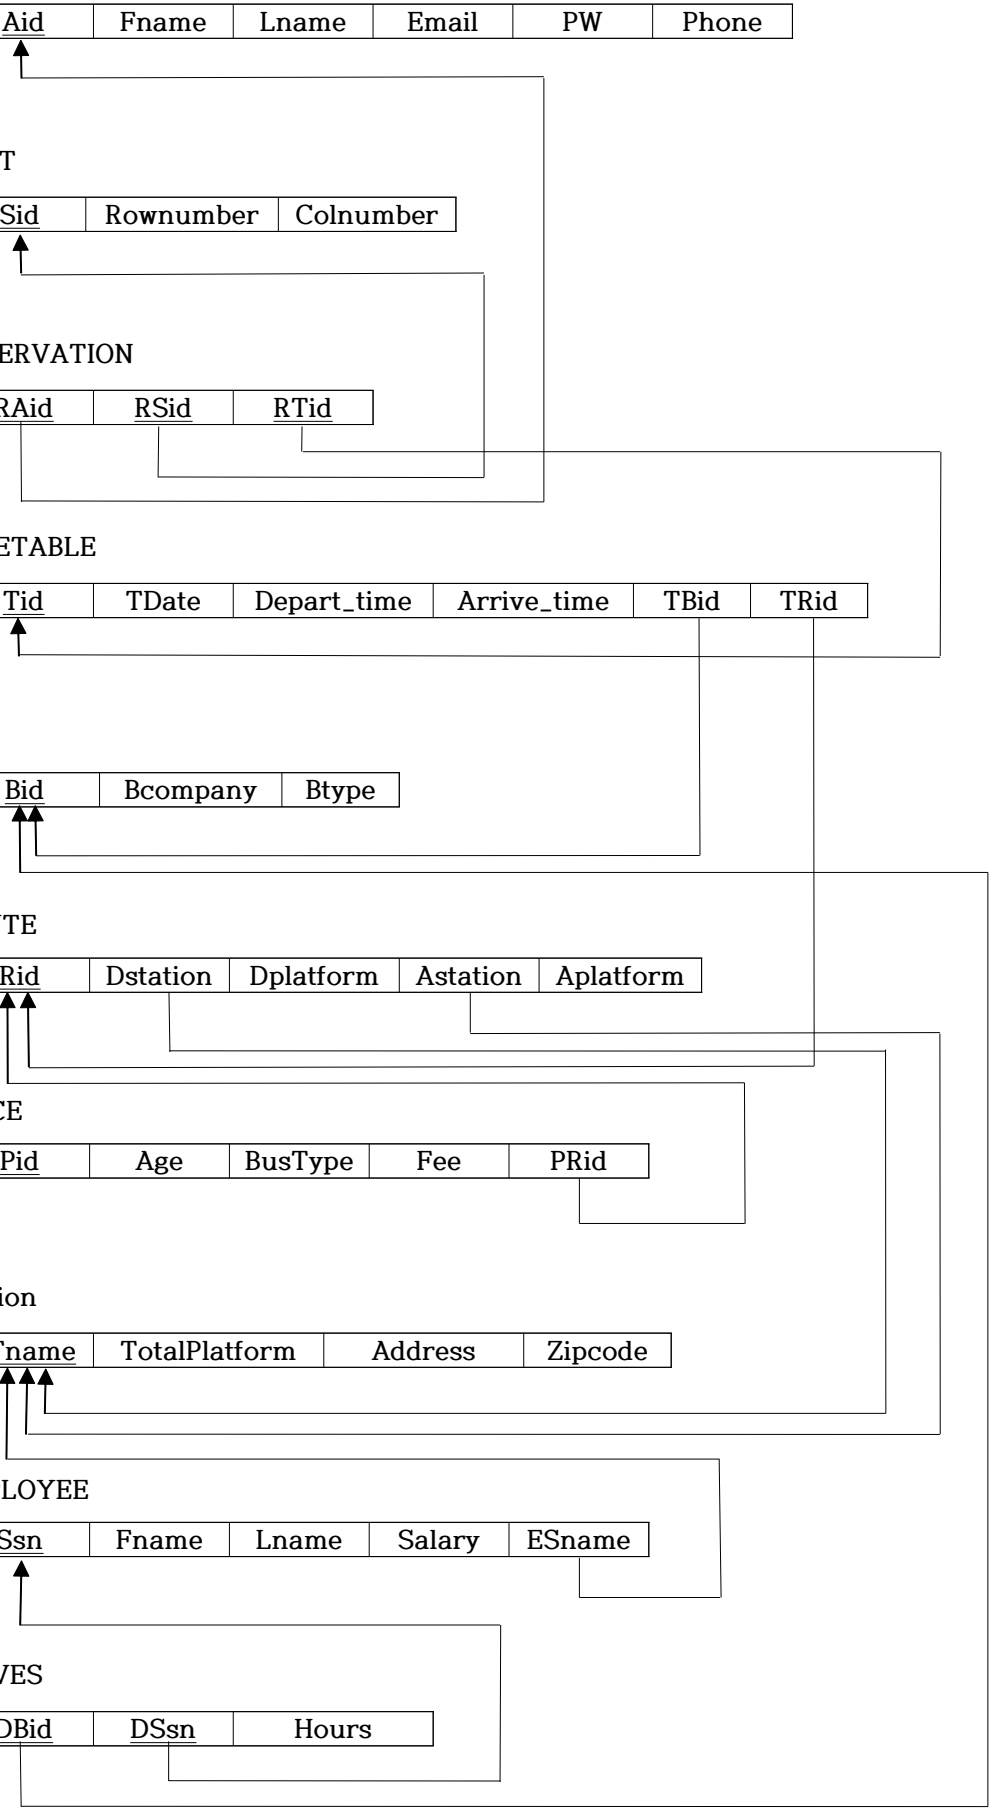 Aid Fname Lname Email PW Phone
T
Sid Rownumber Colnumber
ERVATION
RAid RSid RTid
ETABLE
Tid TDate Depart_time Arrive_time TBid TRid
Bid Bcompany Btype
UTE
Rid Dstation Dplatform Astation Aplatform
CE
Pid Age BusType Fee PRid
ion
Tname TotalPlatform Address Zipcode
LOYEE
Ssn Fname Lname Salary ESname
VES
DBid DSsn Hours